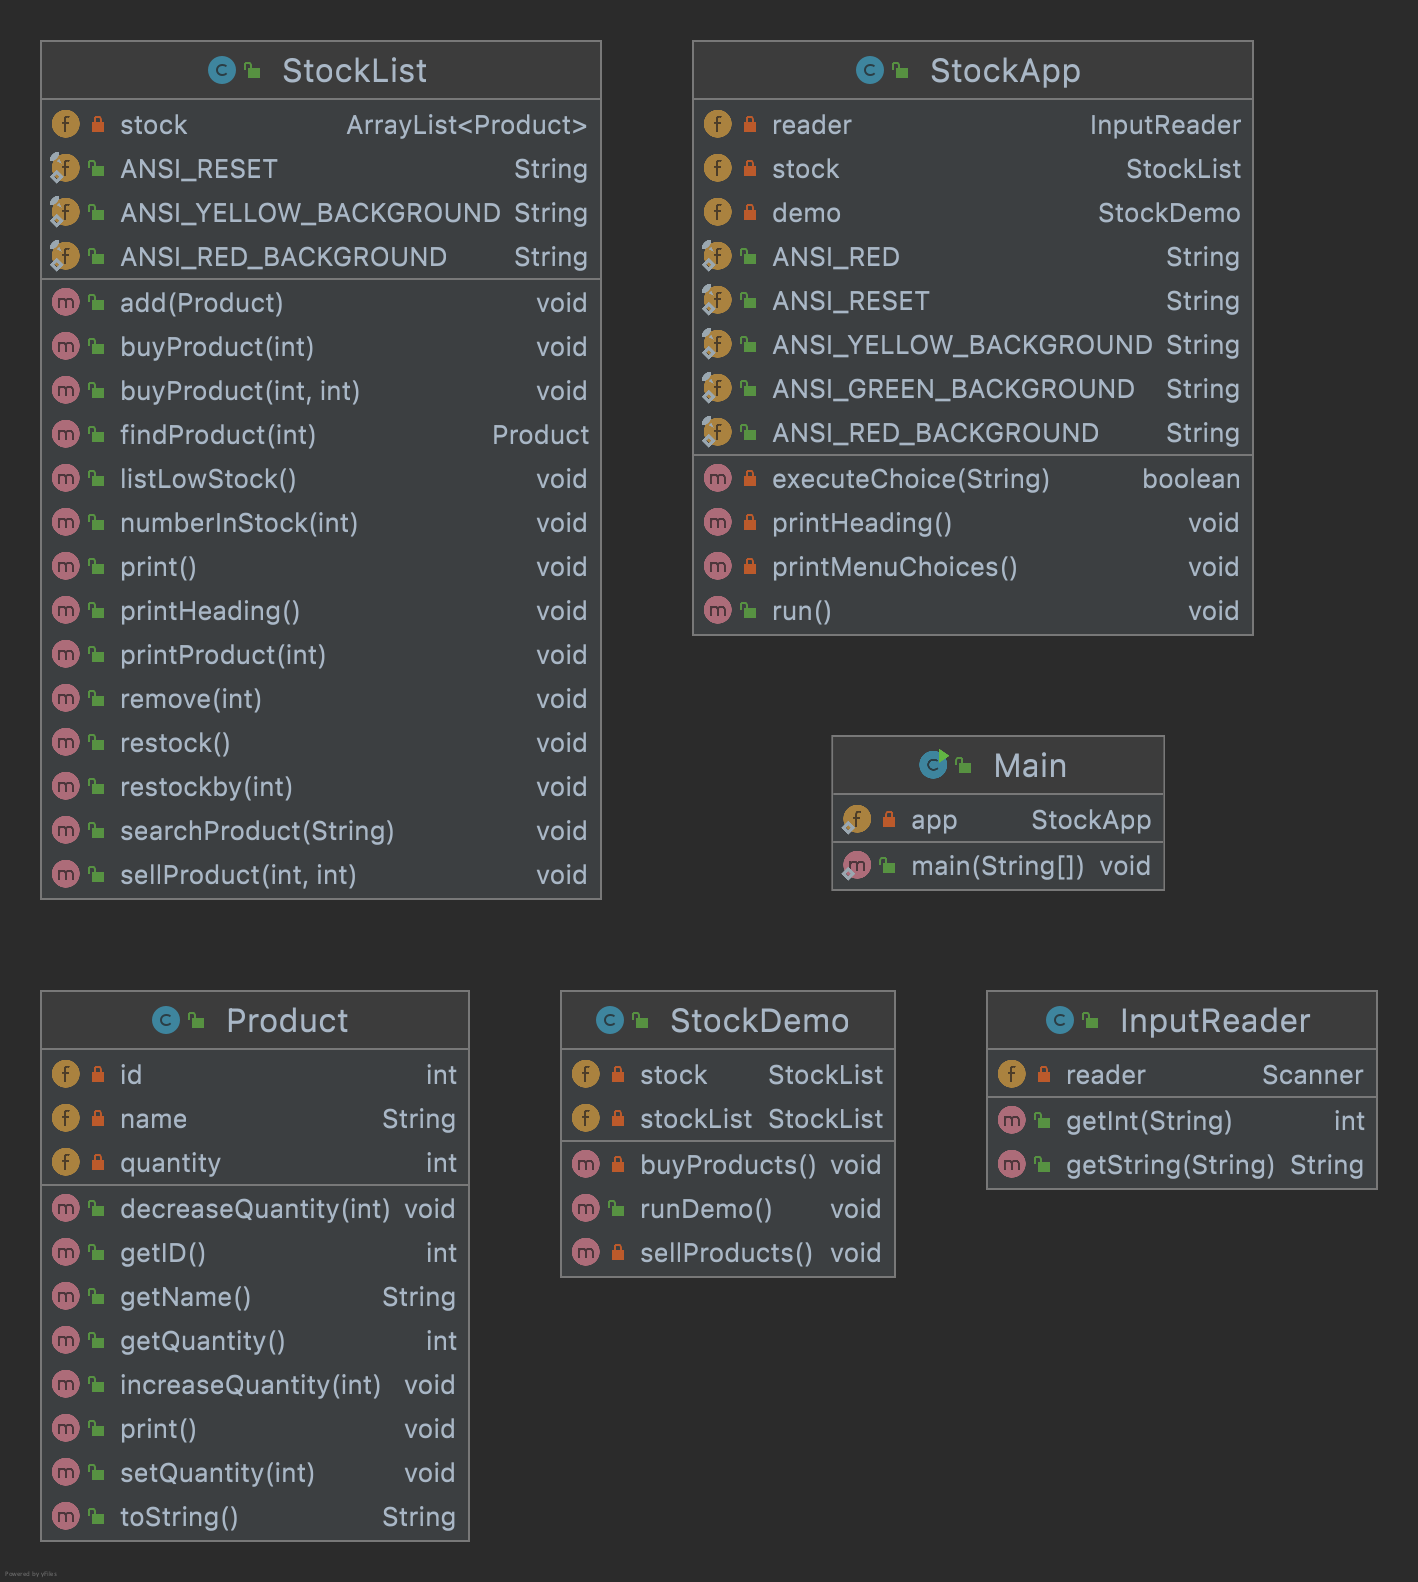 StockList
stock ArrayList<Product>
ANSI_RESET String
ANSI_YELLOW_BACKGROUND String
ANSI_RED_BACKGROUND String
add(Product) void
buyProduct(int) void
buyProduct(int, int) void
findProduct(int) Product
listLowStock() void
numberInStock(int) void
print() void
printHeading() void
printProduct(int) void
remove(int) void
restock() void
restockby(int) void
searchProduct(String) void
sellProduct(int, int) void
StockApp
reader InputReader
stock StockList
demo StockDemo
ANSI_RED String
ANSI_RESET String
ANSI_YELLOW_BACKGROUND String
ANSI_GREEN_BACKGROUND String
ANSI_RED_BACKGROUND String
executeChoice(String) boolean
printHeading() void
printMenuChoices() void
run() void
Main
app StockApp
main(String[]) void
Product
id int
name String
quantity int
decreaseQuantity(int) void
getID() int
getName() String
getQuantity() int
increaseQuantity(int) void
print() void
setQuantity(int) void
toString() String
StockDemo
stock StockList
stockList StockList
buyProducts() void
runDemo() void
sellProducts() void
InputReader
reader Scanner
getInt(String) int
getString(String) String
Powered by yFiles